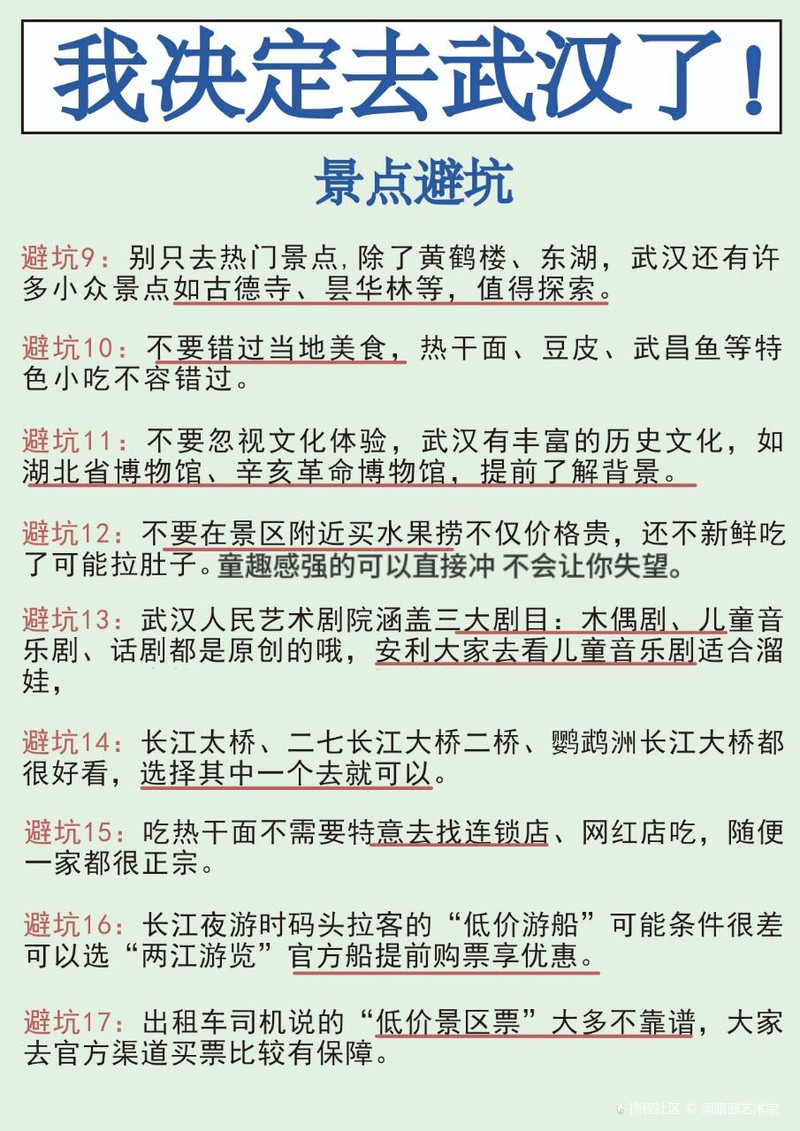 我决定去武汉了！
景点避坑
避坑9：别只去热门景点,除了黄鹤楼、东湖，武汉还有许
多小众景点如古德寺、昙华林等，值得探索。
避坑10：不要错过当地美食，热干面、豆皮、武昌鱼等特
色小吃不容错过。
避坑11：不要忽视文化体验，武汉有丰富的历史文化，如
湖北省博物馆、辛亥革命博物馆，提前了解背景。
避坑12：不要在景区附近买水果捞不仅价格贵，还不新鲜吃
了可能拉肚子。童趣感强的可以直接冲 不会让你失望。
避坑13：武汉人民艺术剧院涵盖三大剧目：木偶剧、儿童音
乐剧、话剧都是原创的哦，安利大家去看儿童音乐剧适合溜
娃，
避坑14：长江太桥、二七长江大桥二桥、鹦鹉洲长江大桥都
很好看，选择其中一个去就可以。
避坑15：吃热干面不需要特意去找连锁店、网红店吃，随便
一家都很正宗。
避坑16：长江夜游时码头拉客的“低价游船”可能条件很差
可以选“两江游览”官方船提前购票享优惠。
避坑17：出租车司机说的“低价景区票”大多不靠谱，大家
去官方渠道买票比较有保障。
携程社区 © 黑眼圈艺术家